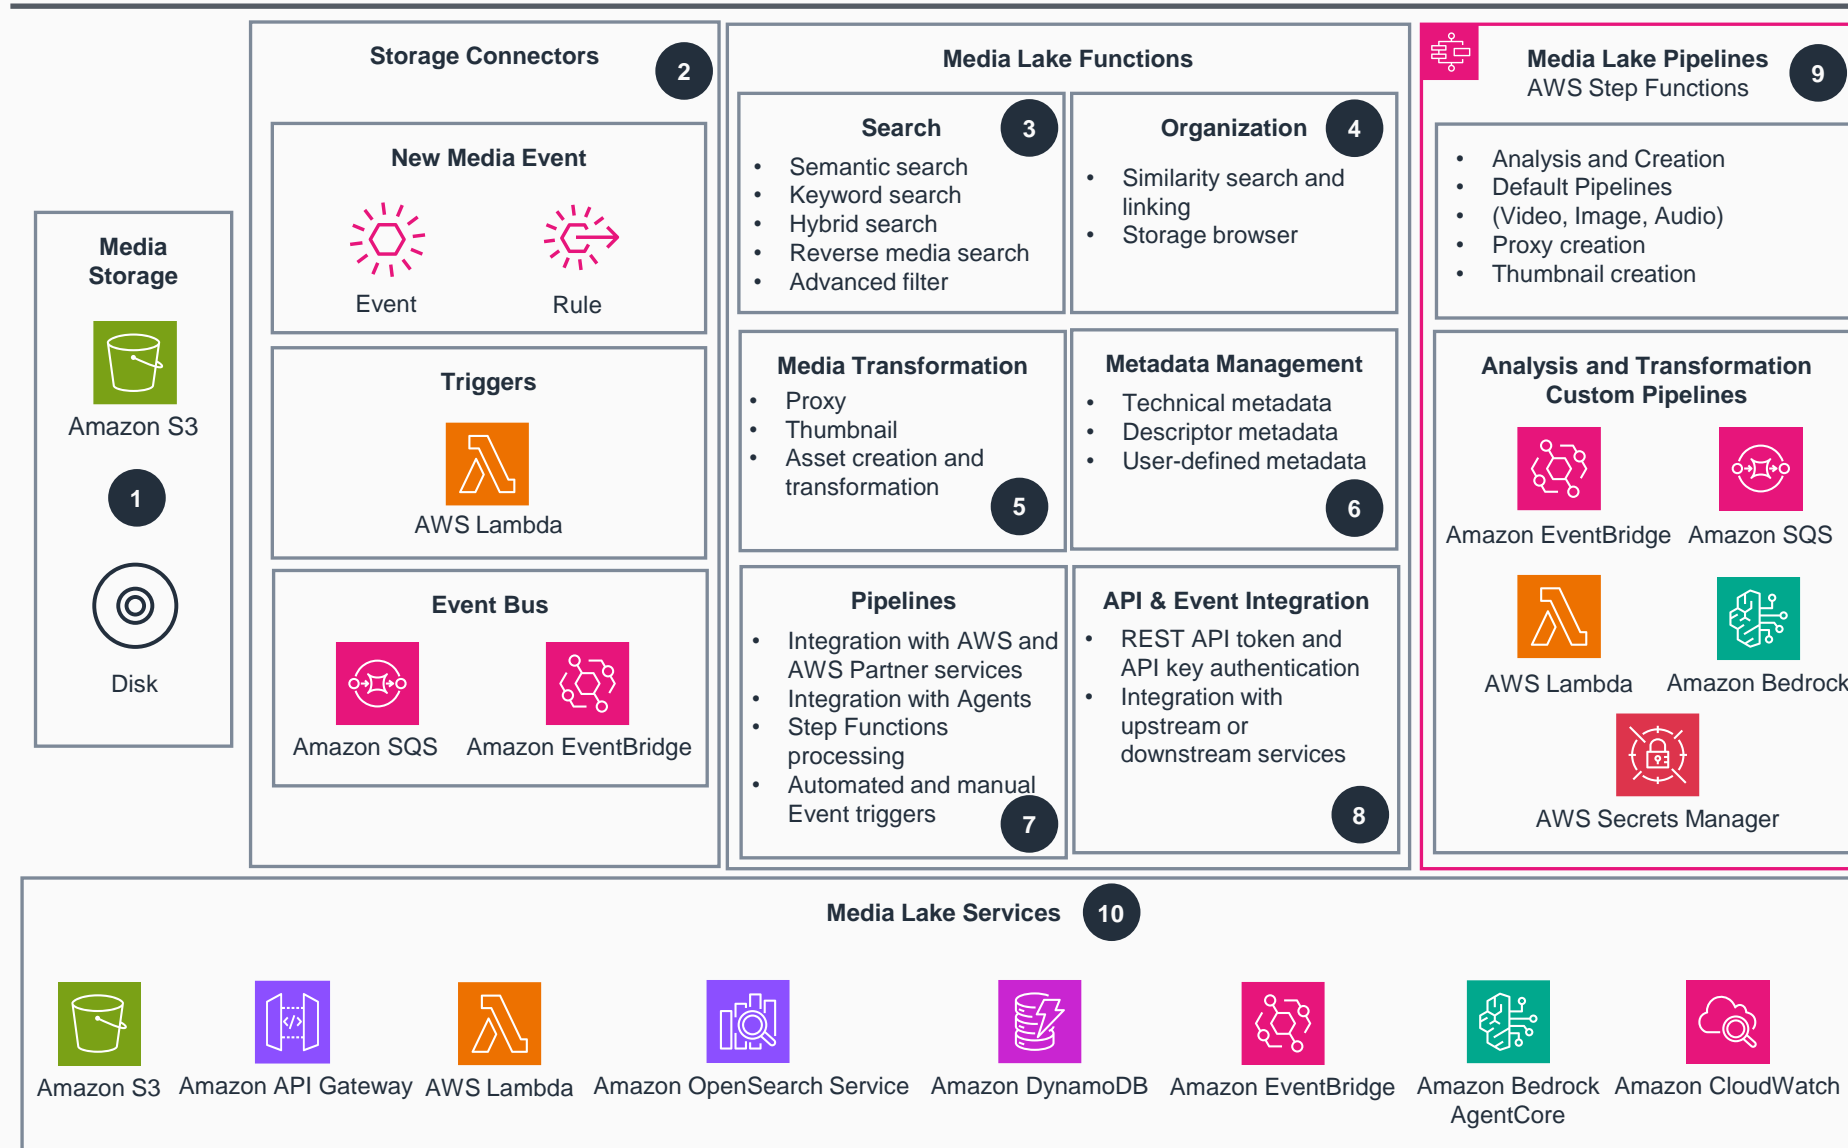 Media
Storage
Amazon S3
1
Disk
Storage Connectors
2
New Media Event
Event
Rule
Triggers
AWS Lambda
Event Bus
Amazon SQS
Amazon EventBridge
Media Lake Functions
Search
3
• Semantic search
• Keyword search
• Hybrid search
• Reverse media search
• Advanced filter
Organization
4
• Similarity search and
linking
• Storage browser
Media Transformation
• Proxy
• Thumbnail
• Asset creation and
transformation
5
Metadata Management
• Technical metadata
• Descriptor metadata
• User-defined metadata
6
Pipelines
• Integration with AWS and
AWS Partner services
• Integration with Agents
• Step Functions
processing
• Automated and manual
Event triggers
7
API & Event Integration
• REST API token and
API key authentication
• Integration with
upstream or
downstream services
8
Media Lake Pipelines
AWS Step Functions
9
• Analysis and Creation
• Default Pipelines
• (Video, Image, Audio)
• Proxy creation
• Thumbnail creation
Analysis and Transformation
Custom Pipelines
Amazon EventBridge
Amazon SQS
AWS Lambda
Amazon Bedrock
AWS Secrets Manager
Media Lake Services
10
Amazon S3
Amazon API Gateway
</>
AWS Lambda
Amazon OpenSearch Service
Amazon DynamoDB
Amazon EventBridge
Amazon Bedrock
AgentCore
Amazon CloudWatch